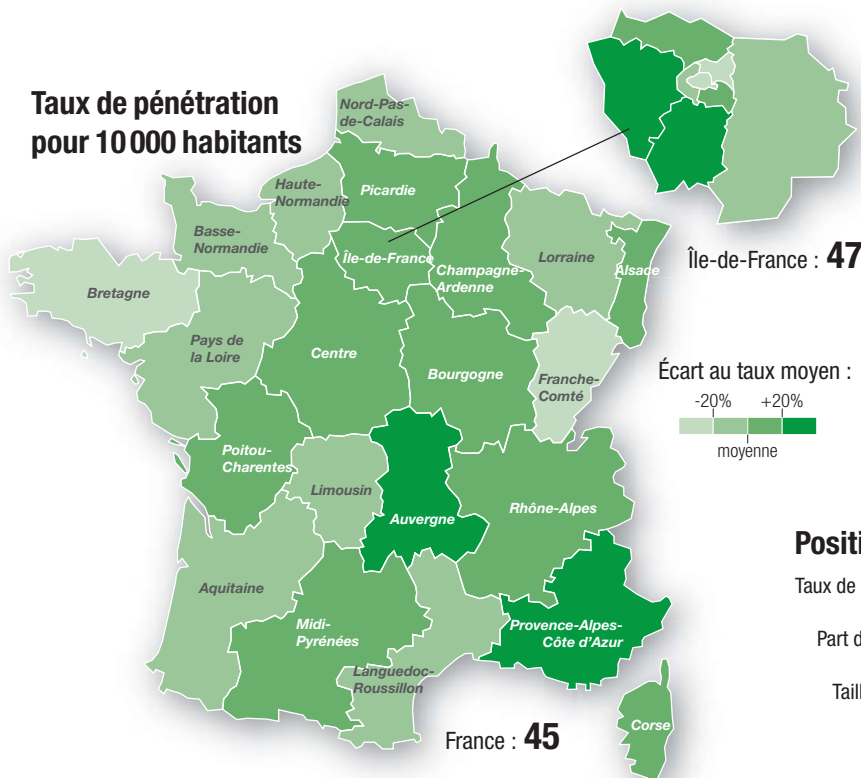 Taux de pénétration
pour 10 000 habitants
Nord-Pas-
de-Calais
Haute-
Normandie
Picardie
Basse-
Normandie
Île-de-France
Champagne-
Ardenne
Lorraine
Alsace
Île-de-France : 47
Bretagne
Pays de
la Loire
Centre
Bourgogne
Franche-
Comté
Écart au taux moyen :
-20% +20%
moyenne
Poitou-
Charentes
Limousin
Auvergne
Rhône-Alpes
Aquitaine
Midi-
Pyrénées
Languedoc-
Roussillon
Provence-Alpes-
Côte d'Azur
Corse
France : 45
Positi
Taux de
Part d
Taill